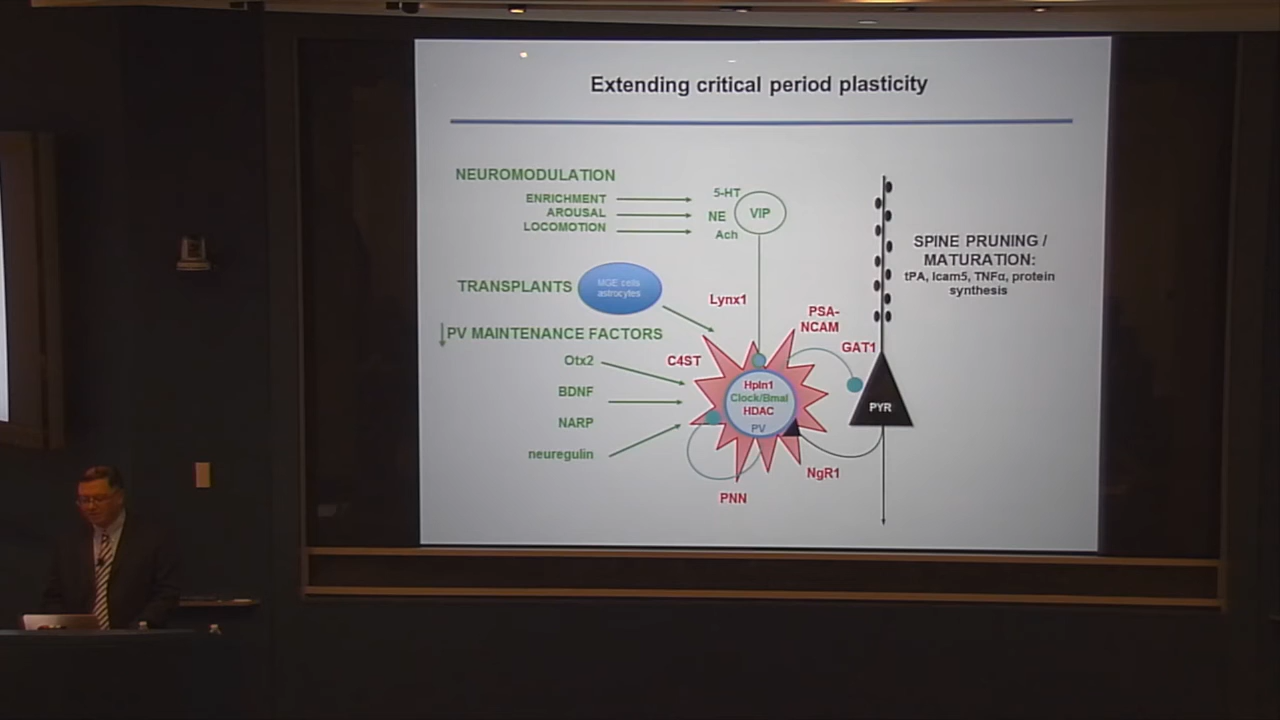 Extending critical period plasticity
NEUROMODULATION
ENRICHMENT
AROUSAL
LOCOMOTION
5-HT
NE
Ach
VIP
TRANSPLANTS
MGE cells
astrocytes
PV MAINTENANCE FACTORS
Otx2
BDNF
NARP
neuregulin
Lynx1
C4ST
PSA-
NCAM
GAT1
Hpln1
Clock/Bmal
HDAC
PV
PYR
NgR1
PNN
SPINE PRUNING /
MATURATION:
tPA, Icam5, TNFα, protein
synthesis